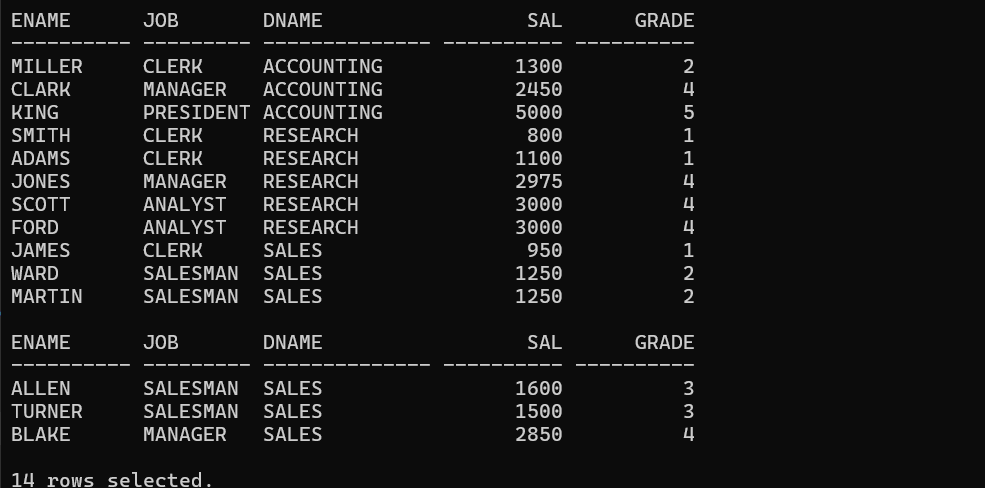 ENAME      JOB       DNAME                 SAL      GRADE
---------- --------- -------------- ---------- ----------
MILLER     CLERK     ACCOUNTING           1300          2
CLARK      MANAGER   ACCOUNTING           2450          4
KING       PRESIDENT ACCOUNTING           5000          5
SMITH      CLERK     RESEARCH              800          1
ADAMS      CLERK     RESEARCH             1100          1
JONES      MANAGER   RESEARCH             2975          4
SCOTT      ANALYST   RESEARCH             3000          4
FORD       ANALYST   RESEARCH             3000          4
JAMES      CLERK     SALES                 950          1
WARD       SALESMAN  SALES                1250          2
MARTIN     SALESMAN  SALES                1250          2

ENAME      JOB       DNAME                 SAL      GRADE
---------- --------- -------------- ---------- ----------
ALLEN      SALESMAN  SALES                1600          3
TURNER     SALESMAN  SALES                1500          3
BLAKE      MANAGER   SALES                2850          4

14 rows selected.